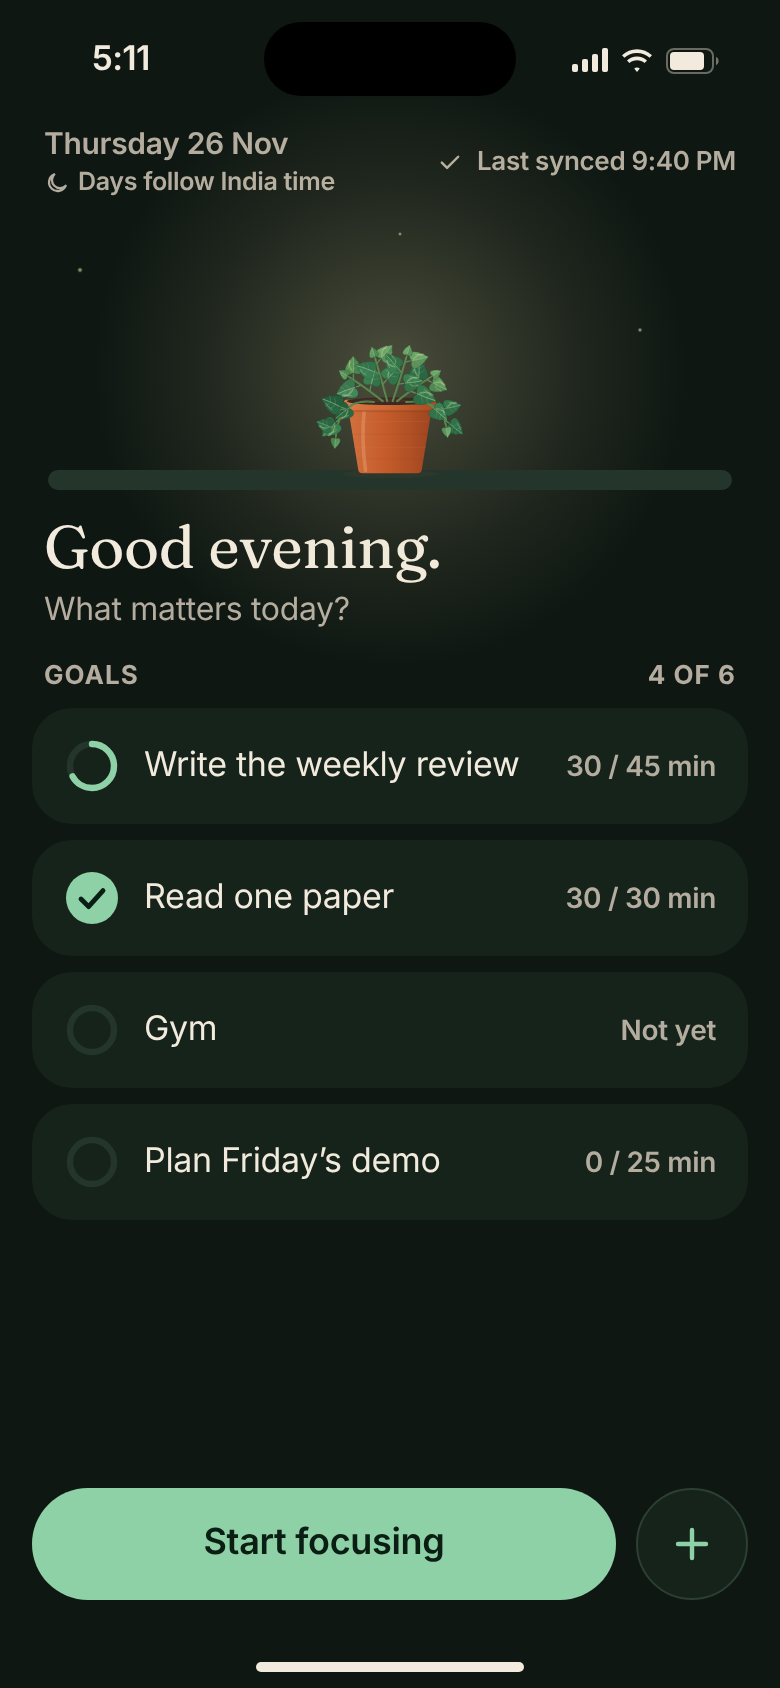 5:11
Thursday 26 Nov
Days follow India time
Last synced 9:40 PM
Good evening.
What matters today?
GOALS
4 OF 6
Write the weekly review
30 / 45 min
Read one paper
30 / 30 min
Gym
Not yet
Plan Friday’s demo
0 / 25 min
Start focusing